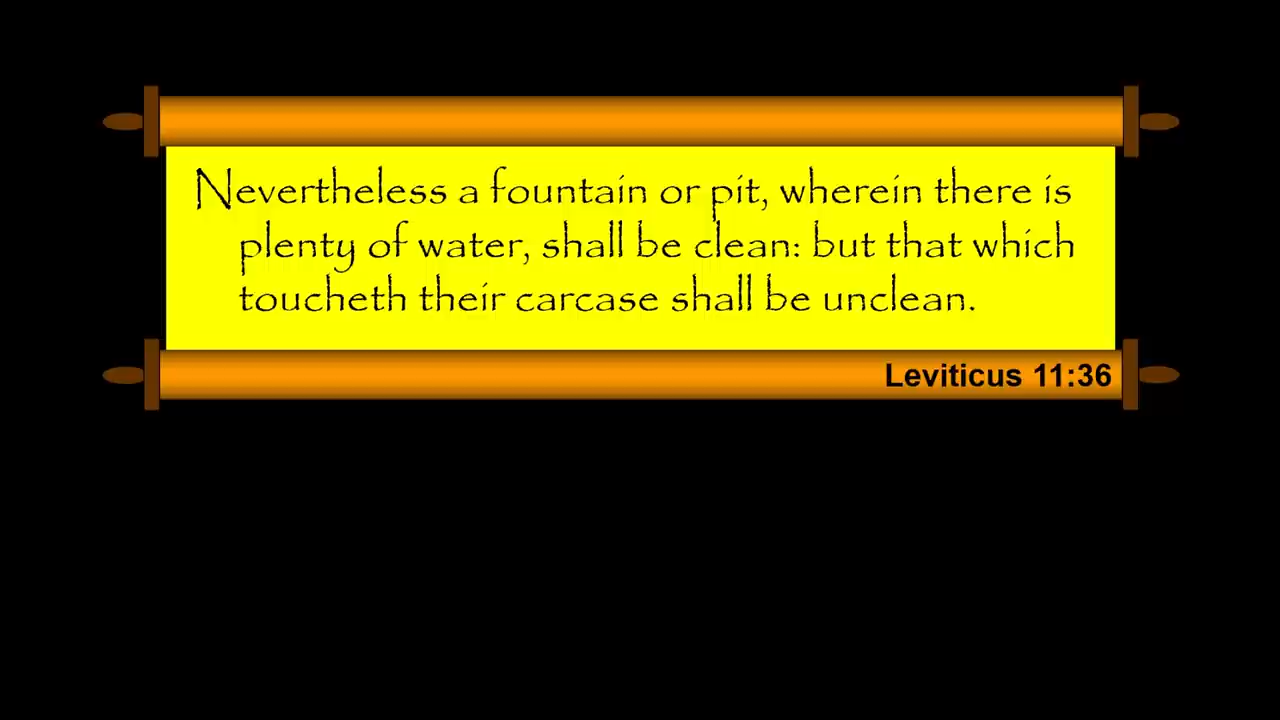 Nevertheless a fountain or pit, wherein there is
plenty of water, shall be clean: but that which
toucheth their carcase shall be unclean.
Leviticus 11:36